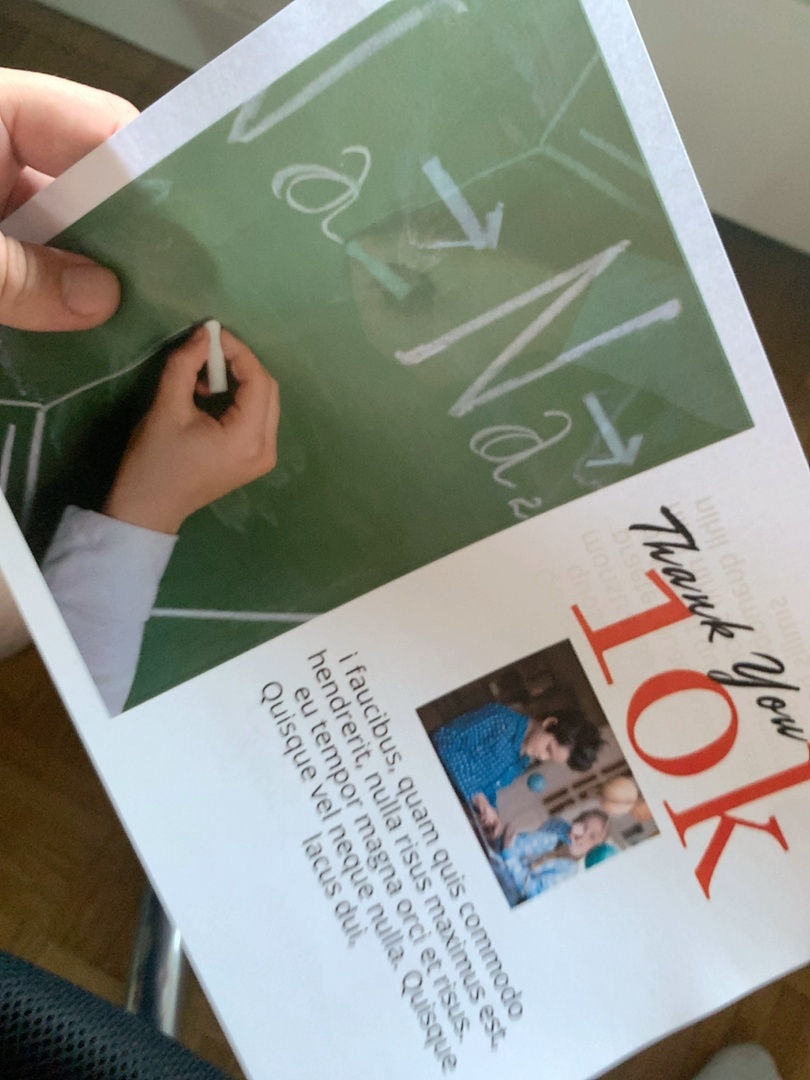 a
N
a
2
Thank You
10k
i faucibus, quam quis commodo
hendrerit, nulla risus maximus est,
eu tempor magna orci et risus.
Quisque vel neque nulla. Quisque
lacus dui,